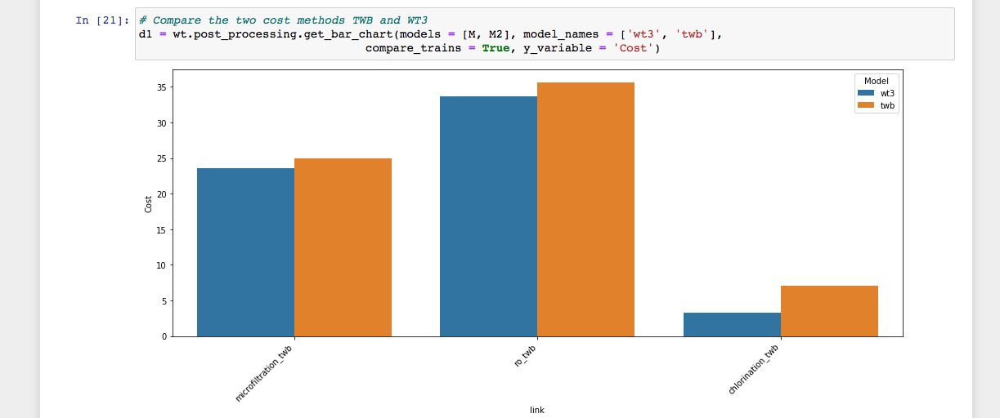 In [21]: # Compare the two cost methods TWB and WT3
d1 = wt.post_processing.get_bar_chart(models = [M, M2], model_names = ['wt3', 'twb'],
compare_trains = True, y_variable = 'Cost')
Model
wt3
twb
35
30
25
20
15
10
5
0
Cost
microfiltration_twb
ro_twb
chlorination_twb
link